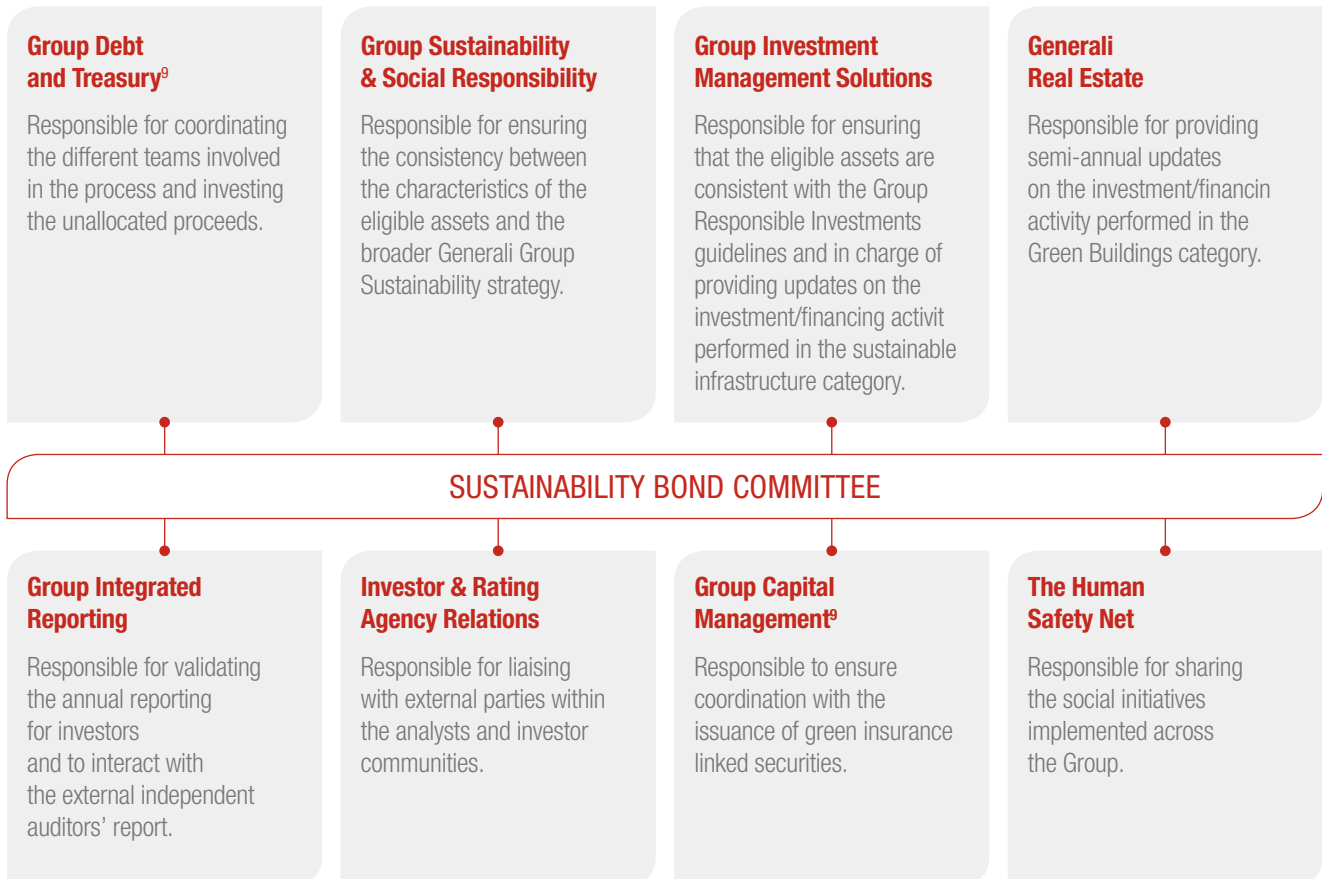 Group Debt
and Treasury⁹
Responsible for coordinating
the different teams involved
in the process and investing
the unallocated proceeds.
Group Sustainability
& Social Responsibility
Responsible for ensuring
the consistency between
the characteristics of the
eligible assets and the
broader Generali Group
Sustainability strategy.
Group Investment
Management Solutions
Responsible for ensuring
that the eligible assets are
consistent with the Group
Responsible Investments
guidelines and in charge of
providing updates on the
investment/financing activit
performed in the sustainable
infrastructure category.
Generali
Real Estate
Responsible for providing
semi-annual updates
on the investment/financin
activity performed in the
Green Buildings category.
SUSTAINABILITY BOND COMMITTEE
Group Integrated
Reporting
Responsible for validating
the annual reporting
for investors
and to interact with
the external independent
auditors’ report.
Investor & Rating
Agency Relations
Responsible for liaising
with external parties within
the analysts and investor
communities.
Group Capital
Management⁹
Responsible to ensure
coordination with the
issuance of green insurance
linked securities.
The Human
Safety Net
Responsible for sharing
the social initiatives
implemented across
the Group.